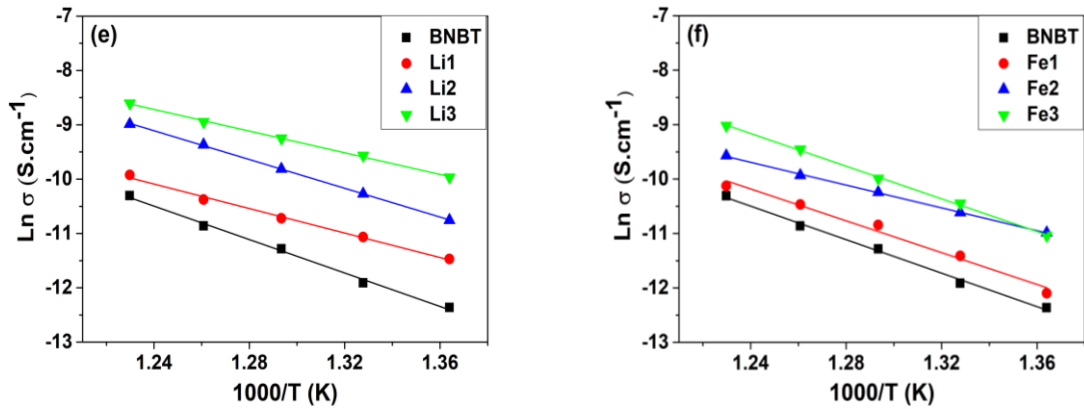 (e)
BNBT
Li1
Li2
Li3
-7
-8
-9
-10
-11
-12
-13
Ln σ (S.cm-1)
1.24
1.28
1.32
1.36
1000/T (K)
(f)
BNBT
Fe1
Fe2
Fe3
-7
-8
-9
-10
-11
-12
-13
Ln σ (S.cm-1)
1.24
1.28
1.32
1.36
1000/T (K)